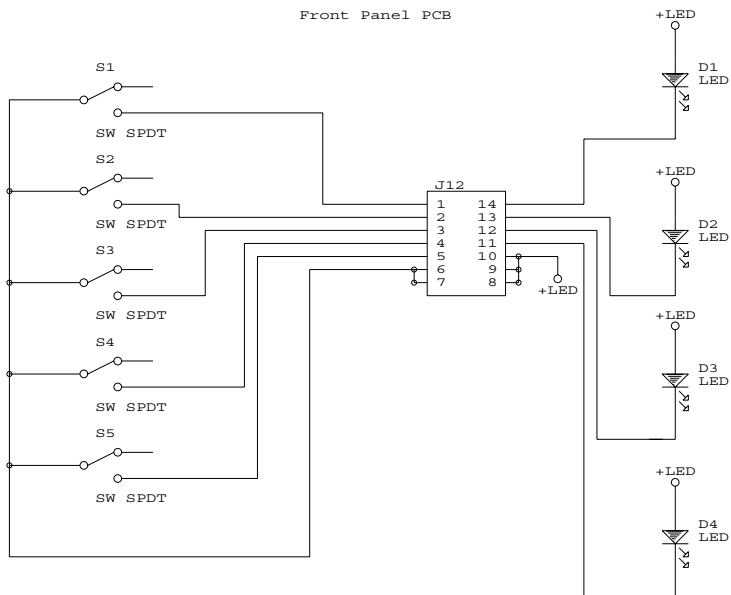 Front Panel PCB
S1
SW SPDT
S2
SW SPDT
S3
SW SPDT
S4
SW SPDT
S5
SW SPDT
J12
1 14
2 13
3 12
4 11
5 10
6 9
7 8
+LED
+LED
D1
LED
+LED
D2
LED
+LED
D3
LED
+LED
D4
LED